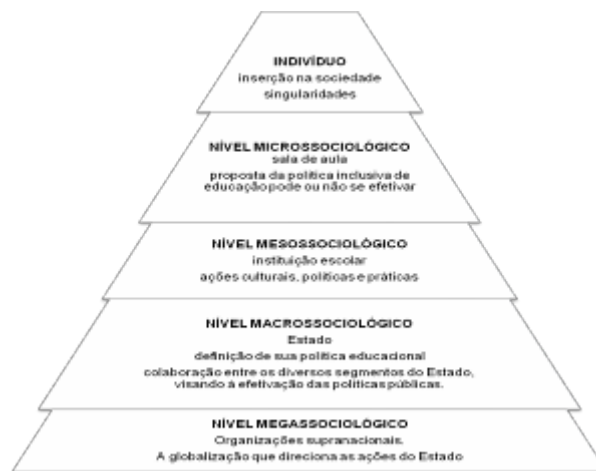 INDIVÍDUO
inserção na sociedade
singularidades
NÍVEL MICROSSOCIOLÓGICO
sala de aula
proposta da política inclusiva de
educação pode ou não se efetivar
NÍVEL MESOSSOCIOLÓGICO
instituição escolar
ações culturais, políticas e práticas
NÍVEL MACROSSOCIOLÓGICO
Estado
definição de sua política educacional
colaboração entre os diversos segmentos do Estado,
visando à efetivação das políticas públicas.
NÍVEL MEGASSOCIOLÓGICO
Organizações supranacionais.
A globalização que direciona as ações do Estado